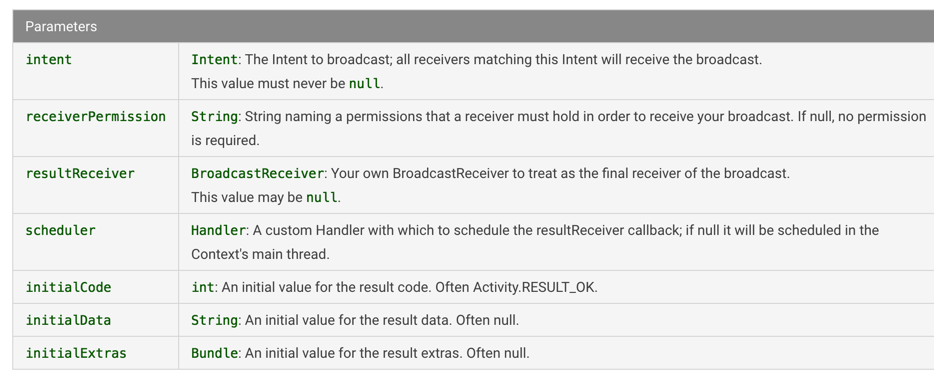 Parameters
intent
Intent: The Intent to broadcast; all receivers matching this Intent will receive the broadcast.
This value must never be null.
receiverPermission
String: String naming a permissions that a receiver must hold in order to receive your broadcast. If null, no permission
is required.
resultReceiver
BroadcastReceiver: Your own BroadcastReceiver to treat as the final receiver of the broadcast.
This value may be null.
scheduler
Handler: A custom Handler with which to schedule the resultReceiver callback; if null it will be scheduled in the
Context's main thread.
initialCode
int: An initial value for the result code. Often Activity.RESULT_OK.
initialData
String: An initial value for the result data. Often null.
initialExtras
Bundle: An initial value for the result extras. Often null.